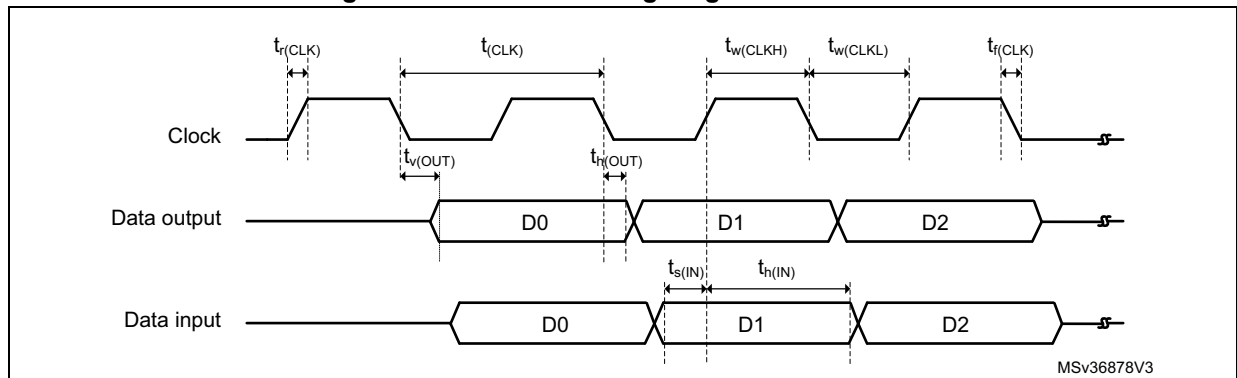 t_r(CLK) t_(CLK) t_w(CLKH) t_w(CLKL) t_f(CLK)
Clock
t_v(OUT) t_h(OUT)
Data output D0 D1 D2
t_s(IN) t_h(IN)
Data input D0 D1 D2
MSv36878V3